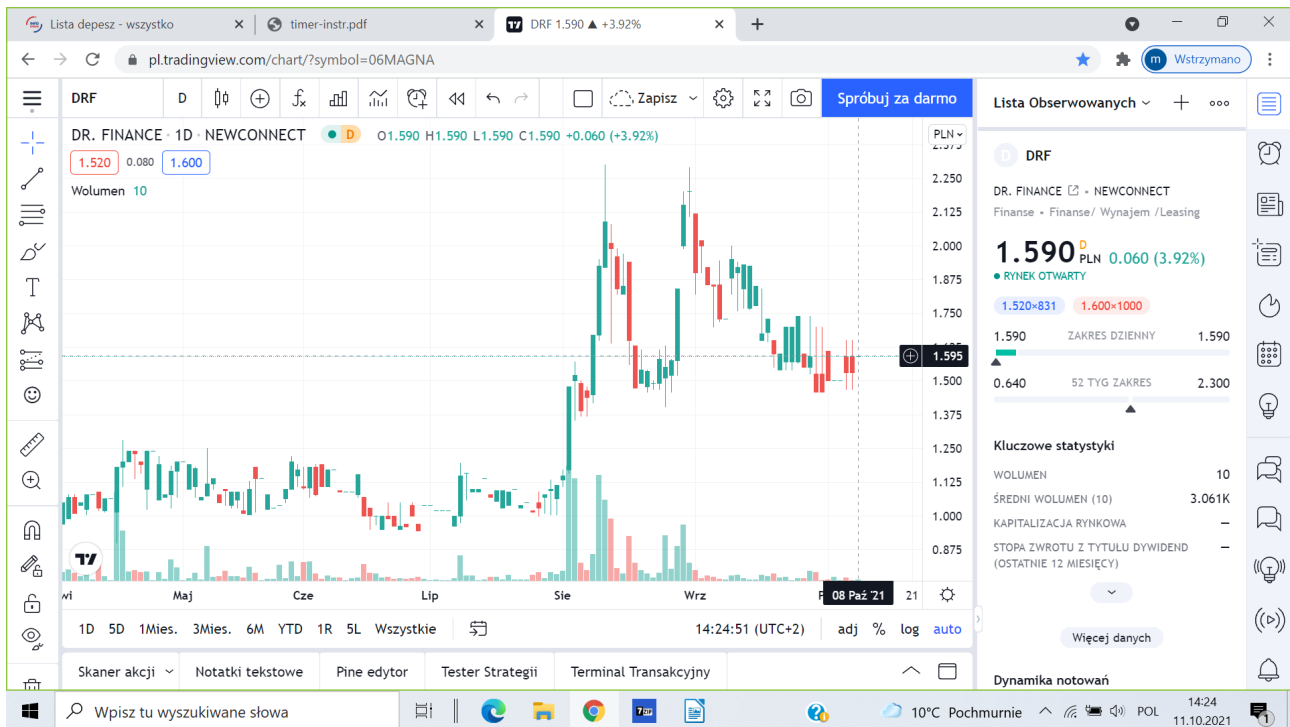 Lista depesz - wszystko
timer-instr.pdf
DRF 1.590 ▲ +3.92%
pl.tradingview.com/chart/?symbol=06MAGNA
m Wstrzymano
DRF
D
Zapisz
Spróbuj za darmo
DR. FINANCE · 1D · NEWCONNECT
D
O1.590 H1.590 L1.590 C1.590 +0.060 (+3.92%)
1.520
0.080
1.600
Wolumen 10
PLN
2.375
2.250
2.125
2.000
1.875
1.750
1.595
1.500
1.375
1.250
1.125
1.000
0.875
Maj
Cze
Lip
Sie
Wrz
08 Paź '21
21
1D 5D 1Mies. 3Mies. 6M YTD 1R 5L Wszystkie
14:24:51 (UTC+2)
adj % log auto
Skaner akcji
Notatki tekstowe
Pine edytor
Tester Strategii
Terminal Transakcyjny
Lista Obserwowanych
D DRF
DR. FINANCE • NEWCONNECT
Finanse • Finanse/ Wynajem /Leasing
1.590 D PLN 0.060 (3.92%)
RYNEK OTWARTY
1.520×831 1.600×1000
1.590 ZAKRES DZIENNY 1.590
0.640 52 TYG ZAKRES 2.300
Kluczowe statystyki
WOLUMEN 10
ŚREDNI WOLUMEN (10) 3.061K
KAPITALIZACJA RYNKOWA —
STOPA ZWROTU Z TYTUŁU DYWIDEND —
(OSTATNIE 12 MIESIĘCY)
Więcej danych
Dynamika notowań
Wpisz tu wyszukiwane słowa
10°C Pochmurnie
POL
14:24
11.10.2021